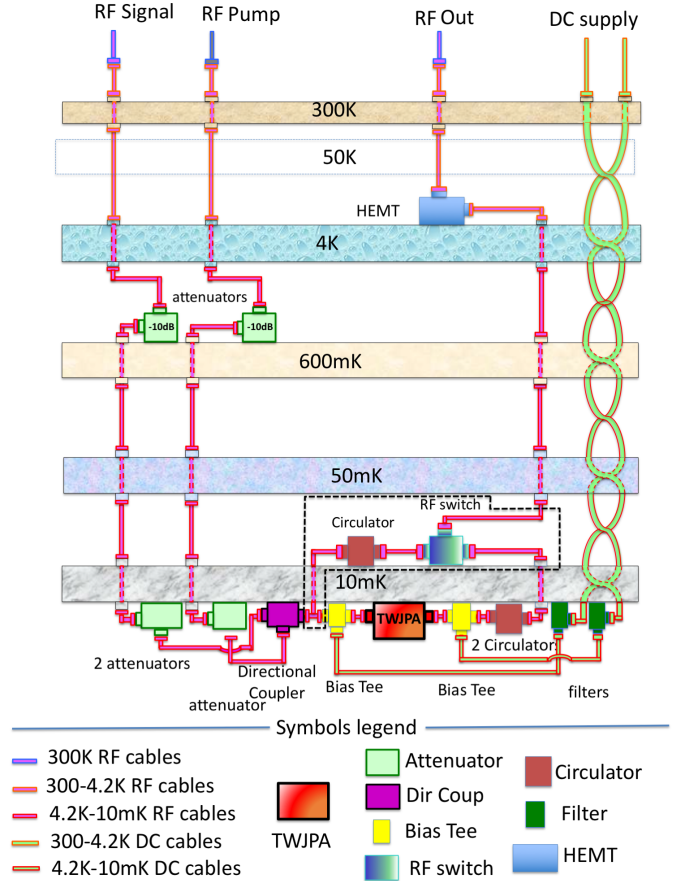 RF Signal
RF Pump
RF Out
DC supply
300K
50K
HEMT
4K
attenuators
-10dB
-10dB
600mK
50mK
RF switch
Circulator
10mK
TWJPA
2 Circulators
2 attenuators
Directional
Coupler
Bias Tee
Bias Tee
filters
attenuator
Symbols legend
300K RF cables
300-4.2K RF cables
4.2K-10mK RF cables
300-4.2K DC cables
4.2K-10mK DC cables
TWJPA
Attenuator
Dir Coup
Bias Tee
RF switch
Circulator
Filter
HEMT